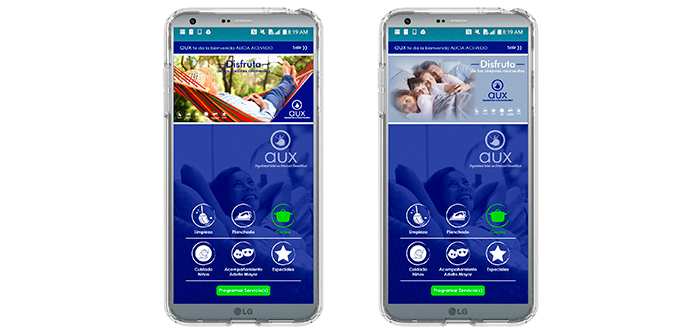 8:19 AM
aux te da la bienvenida ALICIA ACEVEDO
Salir ❯❯
Disfruta
de los mejores momentos
aux
aux
Limpieza
Planchado
Cocina
Cuidado
Niños
Acompañamiento
Adulto Mayor
Especiales
Programar Servicio(s)
LG
8:19 AM
aux te da la bienvenida ALICIA ACEVEDO
Salir ❯❯
Disfruta
de los mejores momentos
aux
aux
Limpieza
Planchado
Cocina
Cuidado
Niños
Acompañamiento
Adulto Mayor
Especiales
Programar Servicio(s)
LG